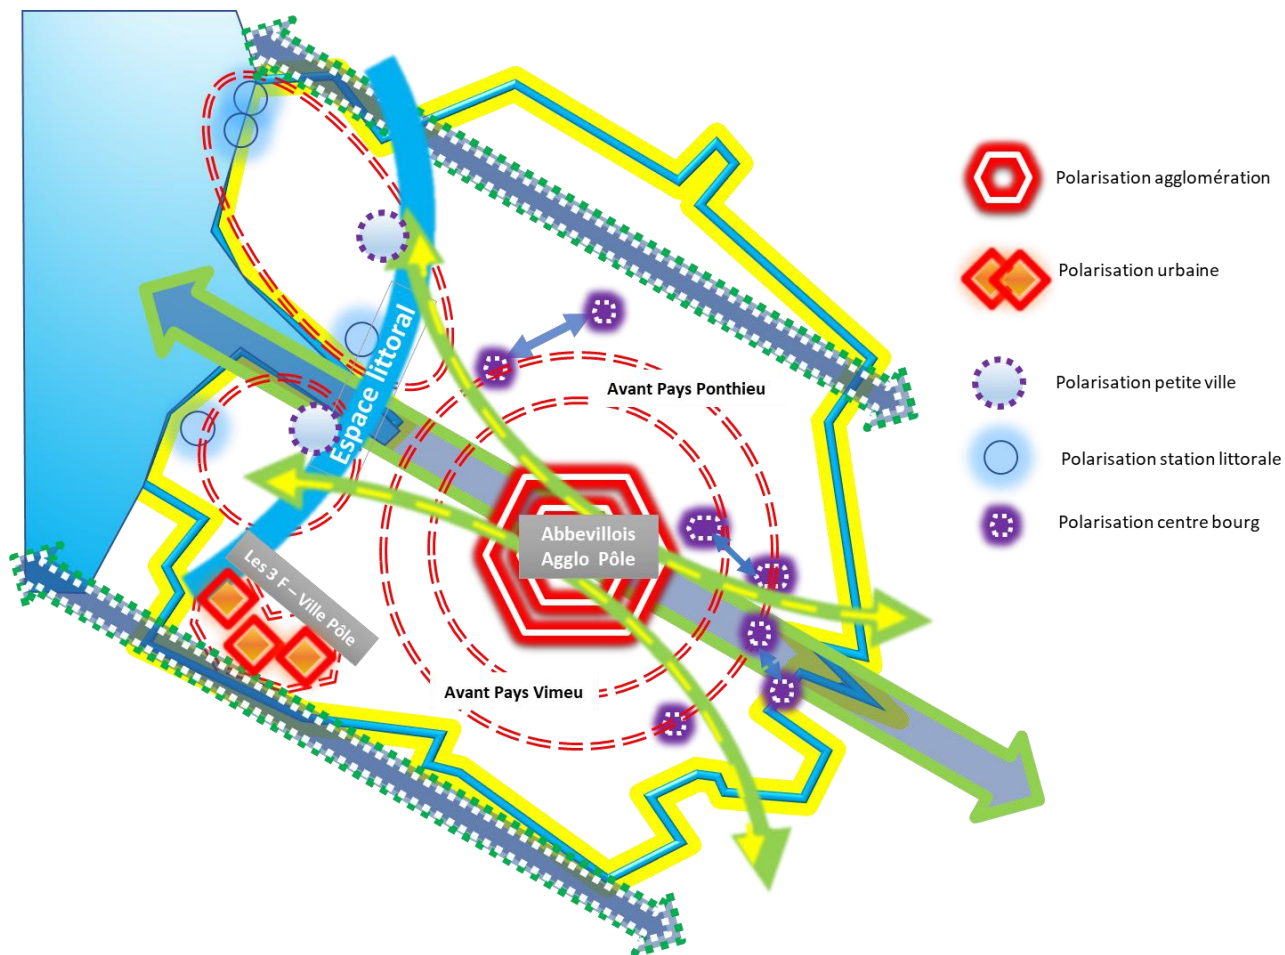 Polarisation agglomération
Polarisation urbaine
Polarisation petite ville
Polarisation station littorale
Polarisation centre bourg
Espace littoral
Avant Pays Ponthieu
Abbevillois
Agglo Pôle
Les 3 F – Ville Pôle
Avant Pays Vimeu